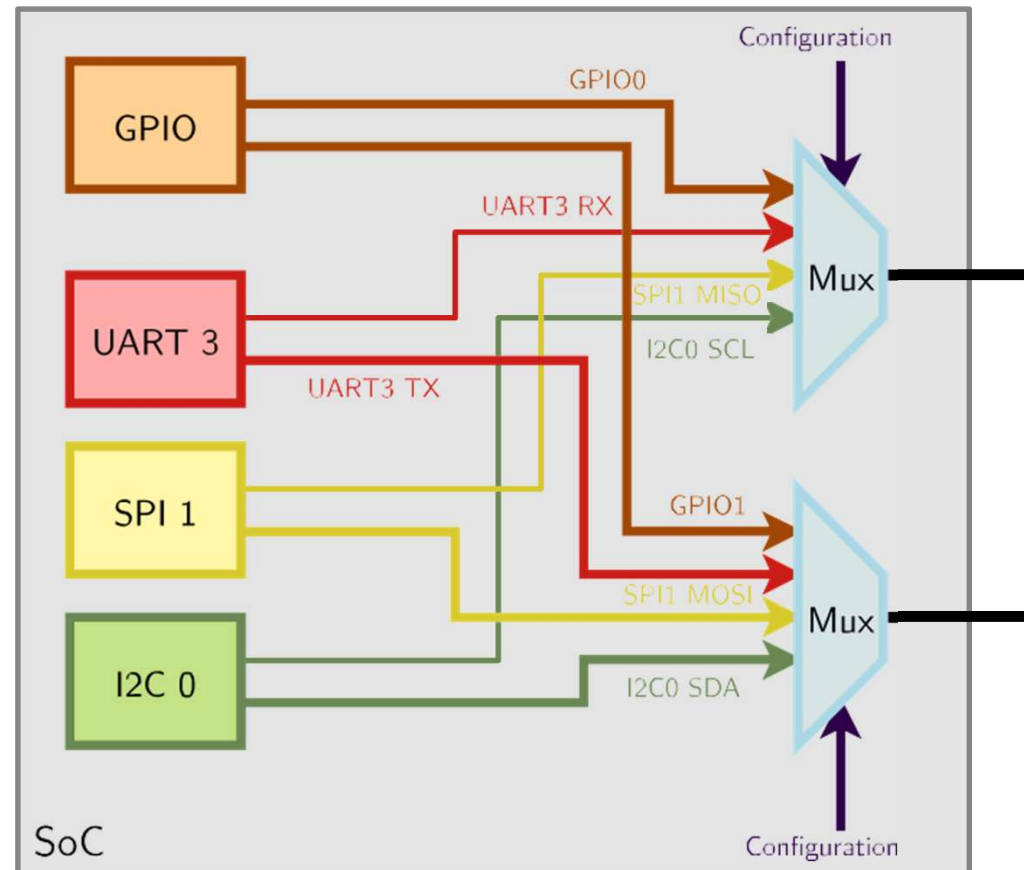 Configuration
GPIO0
GPIO
UART3 RX
Mux
SPI1 MISO
UART 3
I2C0 SCL
UART3 TX
GPIO1
SPI 1
SPI1 MOSI
Mux
I2C 0
I2C0 SDA
SoC
Configuration